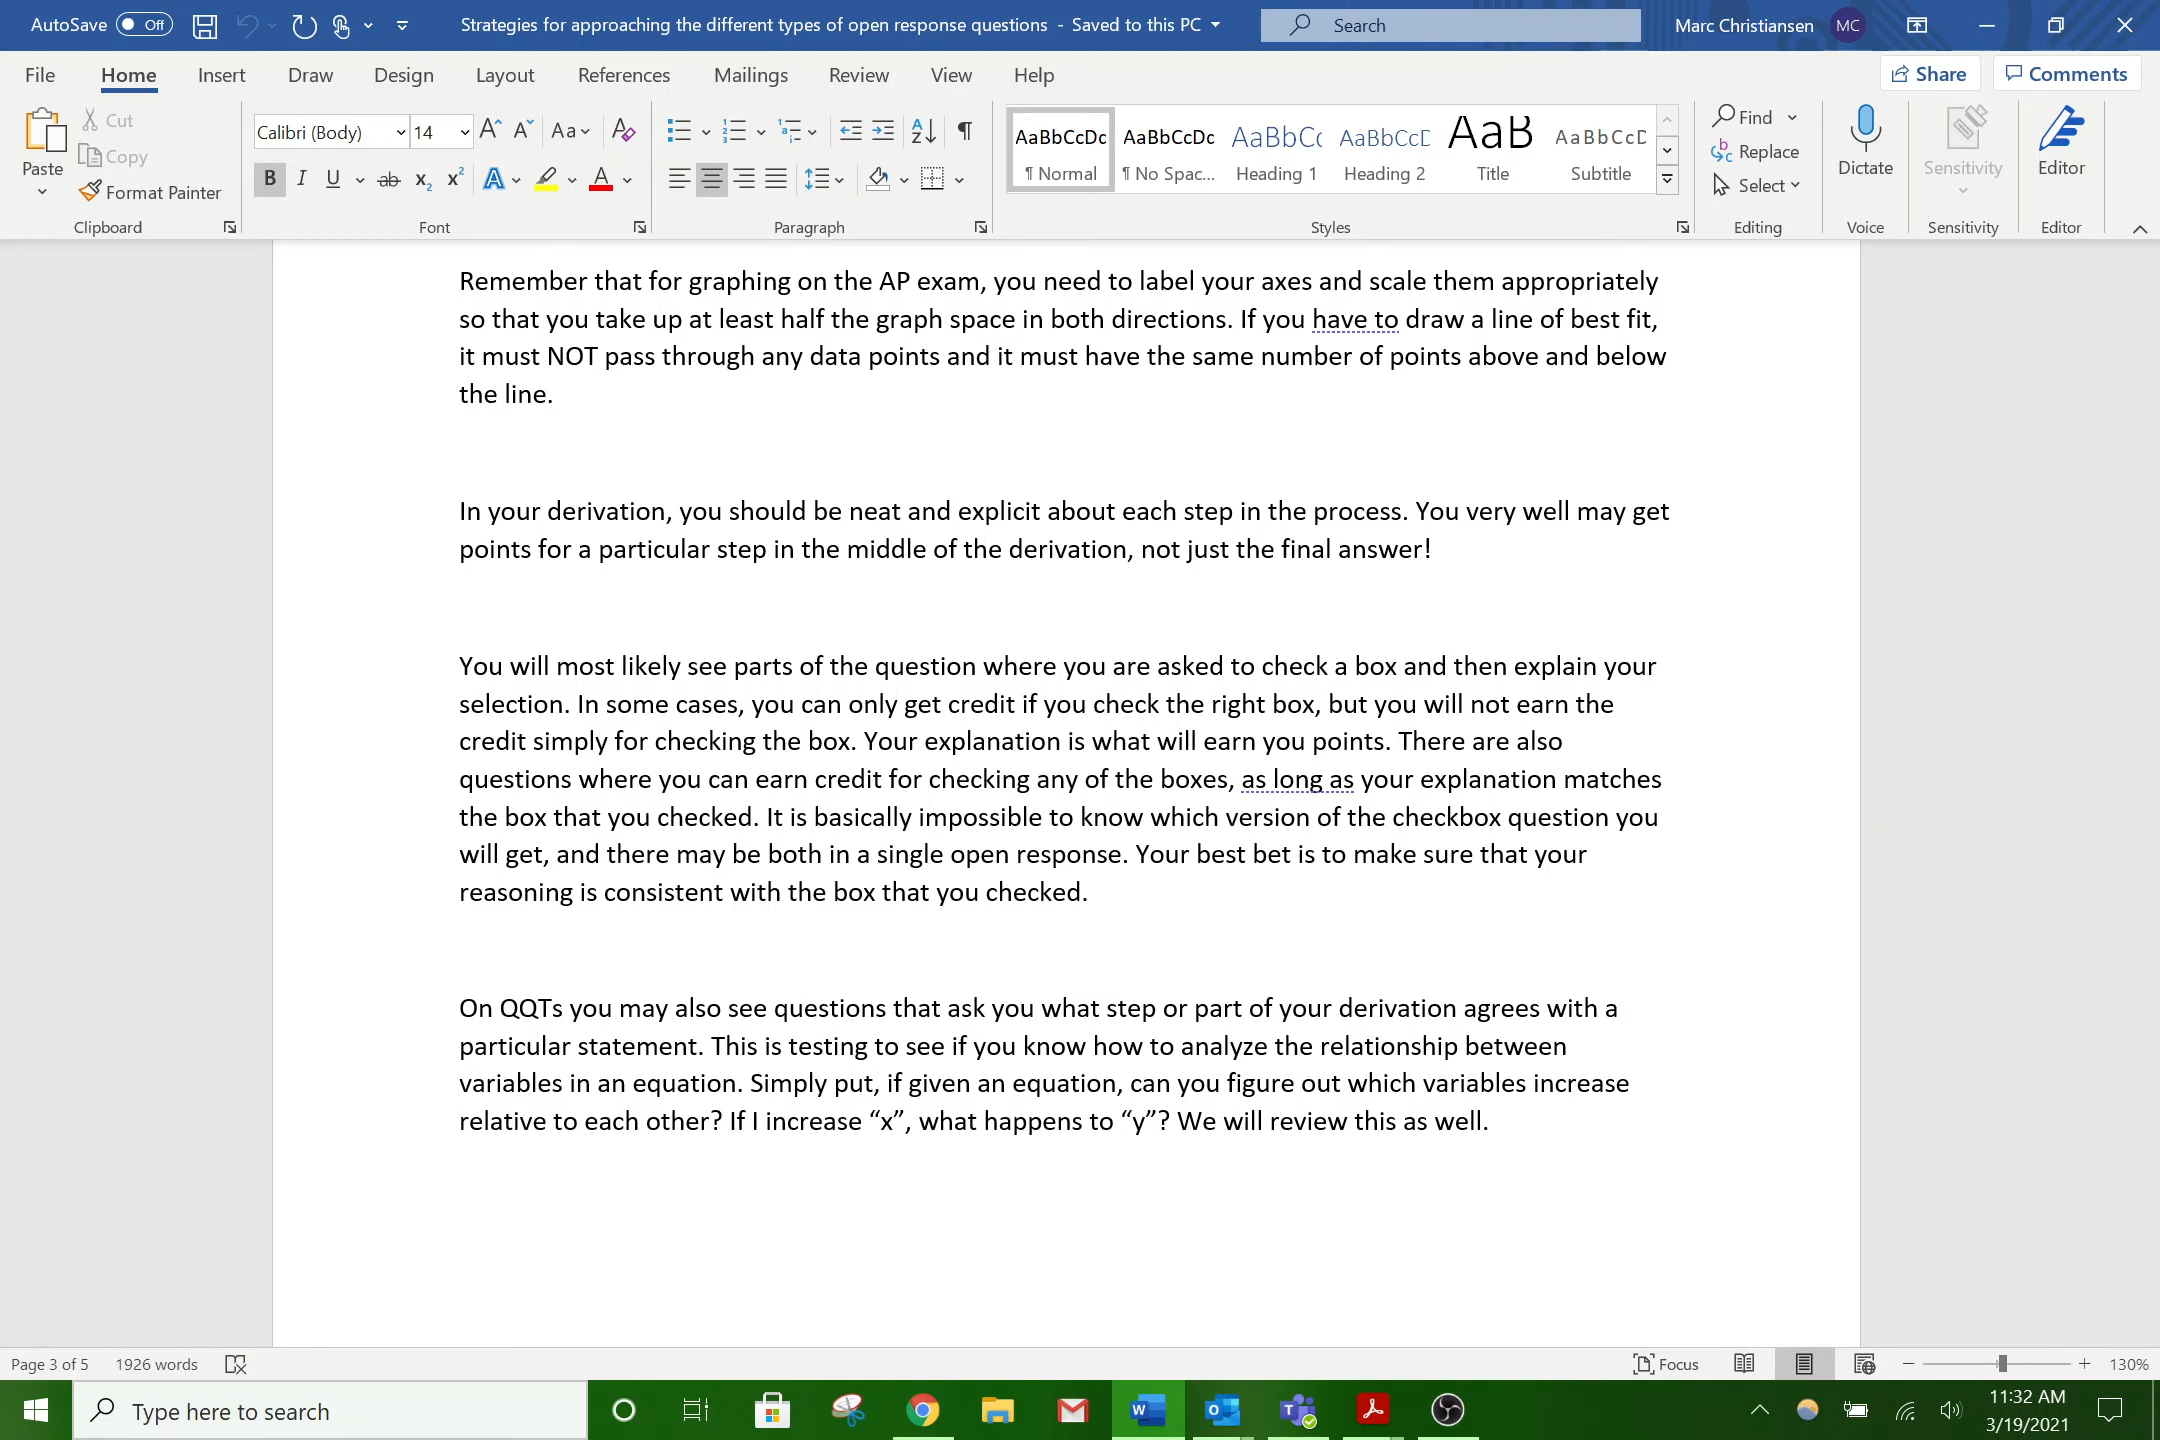 AutoSave Off
Strategies for approaching the different types of open response questions - Saved to this PC
Search
Marc Christiansen MC
File Home Insert Draw Design Layout References Mailings Review View Help
Share Comments
Paste
Cut
Copy
Format Painter
Clipboard
Calibri (Body) 14
Font
Paragraph
AaBbCcDc AaBbCcDc AaBbCc AaBbCcD AaB AaBbCcD
¶ Normal ¶ No Spac... Heading 1 Heading 2 Title Subtitle
Styles
Find
Replace
Select
Editing
Dictate
Voice
Sensitivity
Sensitivity
Editor
Editor
Remember that for graphing on the AP exam, you need to label your axes and scale them appropriately
so that you take up at least half the graph space in both directions. If you have to draw a line of best fit,
it must NOT pass through any data points and it must have the same number of points above and below
the line.
In your derivation, you should be neat and explicit about each step in the process. You very well may get
points for a particular step in the middle of the derivation, not just the final answer!
You will most likely see parts of the question where you are asked to check a box and then explain your
selection. In some cases, you can only get credit if you check the right box, but you will not earn the
credit simply for checking the box. Your explanation is what will earn you points. There are also
questions where you can earn credit for checking any of the boxes, as long as your explanation matches
the box that you checked. It is basically impossible to know which version of the checkbox question you
will get, and there may be both in a single open response. Your best bet is to make sure that your
reasoning is consistent with the box that you checked.
On QQTs you may also see questions that ask you what step or part of your derivation agrees with a
particular statement. This is testing to see if you know how to analyze the relationship between
variables in an equation. Simply put, if given an equation, can you figure out which variables increase
relative to each other? If I increase “x”, what happens to “y”? We will review this as well.
Page 3 of 5 1926 words
Focus
130%
Type here to search
11:32 AM
3/19/2021